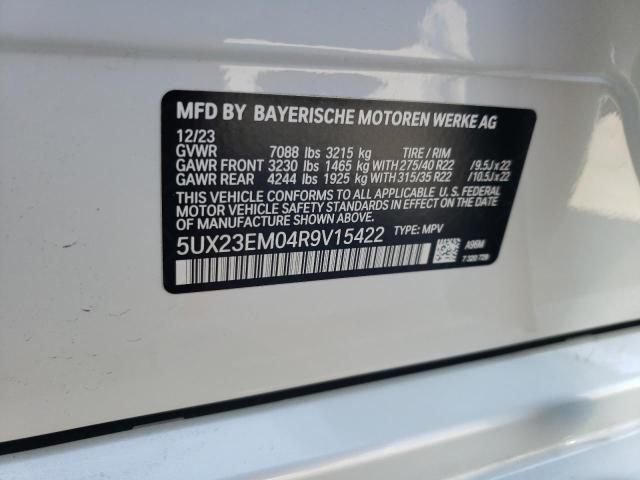 MFD BY BAYERISCHE MOTOREN WERKE AG
12/23
GVWR 7088 lbs 3215 kg TIRE / RIM
GAWR FRONT 3230 lbs 1465 kg WITH 275/40 R22 / 9.5Jx22
GAWR REAR 4244 lbs 1925 kg WITH 315/35 R22 / 10.5Jx22
THIS VEHICLE CONFORMS TO ALL APPLICABLE U. S. FEDERAL
MOTOR VEHICLE SAFETY STANDARDS IN EFFECT ON THE DATE
OF MANUFACTURE SHOWN ABOVE.
5UX23EM04R9V15422 TYPE: MPV
A96M
7 320 729